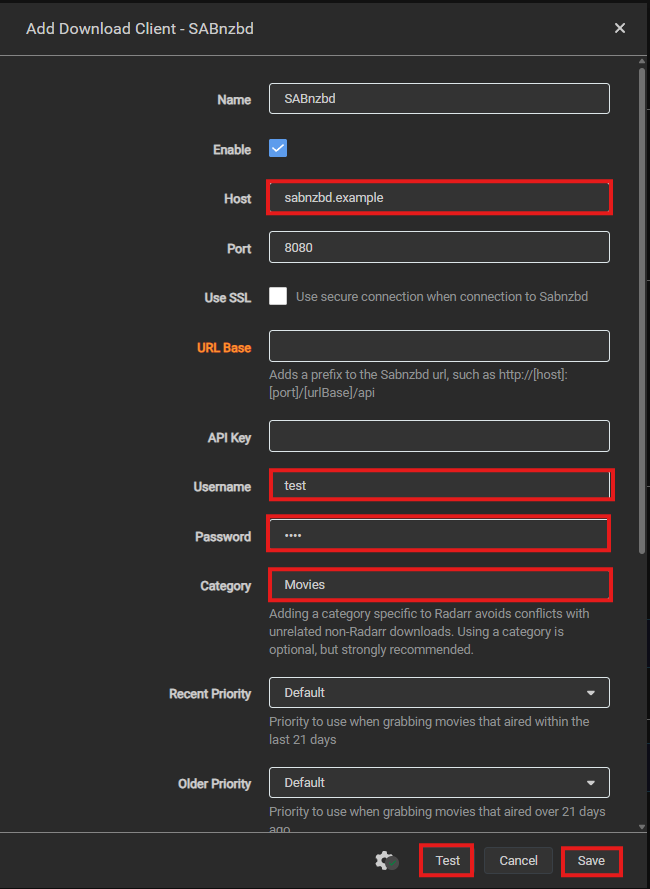 Add Download Client - SABnzbd
Name
SABnzbd
Enable
Host
sabnzbd.example
Port
8080
Use SSL
Use secure connection when connection to Sabnzbd
URL Base
Adds a prefix to the Sabnzbd url, such as http://[host]:
[port]/[urlBase]/api
API Key
Username
test
Password
••••
Category
Movies
Adding a category specific to Radarr avoids conflicts with
unrelated non-Radarr downloads. Using a category is
optional, but strongly recommended.
Recent Priority
Default
Priority to use when grabbing movies that aired within the
last 21 days
Older Priority
Default
Priority to use when grabbing movies that aired over 21 days
ago
Test
Cancel
Save